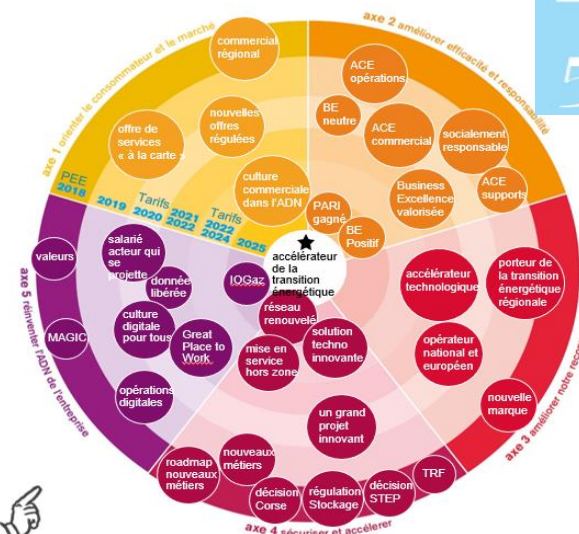 axe 1 orienter le consommateur et le marché
commercial
régional
offre de
services
« à la carte »
nouvelles
offres
régulées
culture
commerciale
dans l'ADN
PEE
2018
2019
Tarifs
2020
2021
2022
Tarifs
2022
2024
2025
axe 2 améliorer efficacité et responsabilité
ACE
opérations
BE
neutre
ACE
commercial
socialement
responsable
Business
Excellence
valorisée
ACE
supports
PARI
gagné
BE
Positif
accélérateur
de la
transition
énergétique
accélérateur
technologique
porteur de
la transition
énergétique
régionale
opérateur
national et
européen
nouvelle
marque
axe 3 améliorer notre
réseau
renouvelé
solution
techno
innovante
mise en
service
hors zone
un grand
projet
innovant
nouveaux
métiers
roadmap
nouveaux
métiers
décision
Corse
régulation
Stockage
décision
STEP
TRF
axe 4 sécuriser et accélérer
valeurs
salarié
acteur qui
se
projette
donnée
libérée
IOGaz
MAGIC
culture
digitale
pour tous
Great
Place to
Work
opérations
digitales
axe 5 réinventer l'ADN de l'entreprise